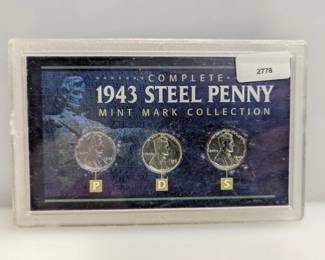 2778
COMPLETE
1943 STEEL PENNY
MINT MARK COLLECTION
P D S